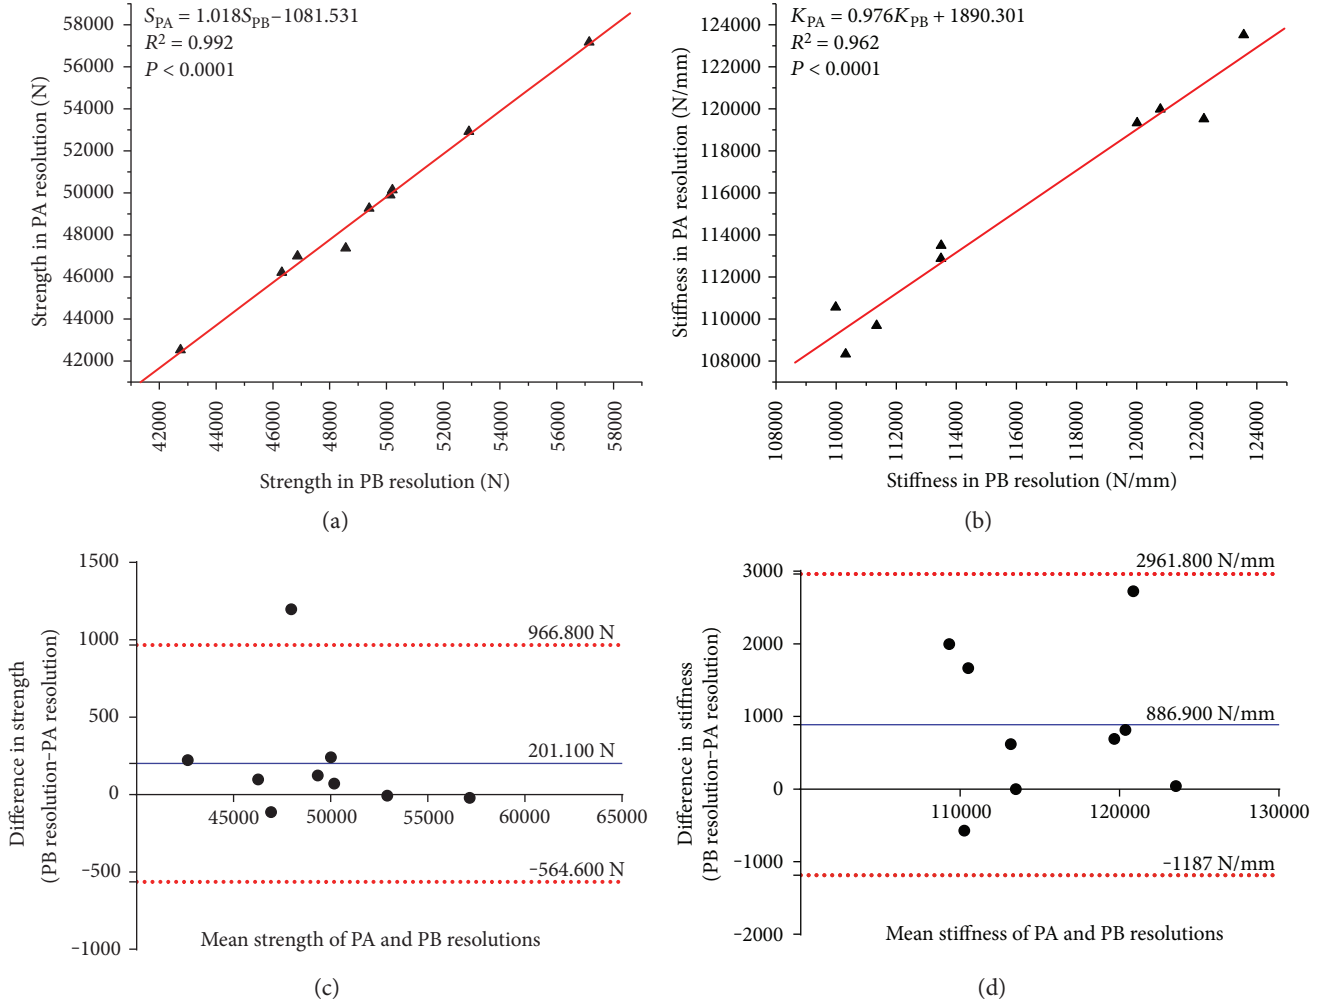 S_PA = 1.018S_PB−1081.531
R² = 0.992
P < 0.0001
58000
56000
54000
52000
50000
48000
46000
44000
42000
Strength in PA resolution (N)
42000
44000
46000
48000
50000
52000
54000
56000
58000
Strength in PB resolution (N)
(a)
K_PA = 0.976K_PB + 1890.301
R² = 0.962
P < 0.0001
124000
122000
120000
118000
116000
114000
112000
110000
108000
Stiffness in PA resolution (N/mm)
108000
110000
112000
114000
116000
118000
120000
122000
124000
Stiffness in PB resolution (N/mm)
(b)
1500
1000
500
0
−500
−1000
Difference in strength
(PB resolution–PA resolution)
966.800 N
201.100 N
−564.600 N
45000
50000
55000
60000
65000
Mean strength of PA and PB resolutions
(c)
3000
2000
1000
0
−1000
−2000
Difference in stiffness
(PB resolution–PA resolution)
2961.800 N/mm
886.900 N/mm
−1187 N/mm
110000
120000
130000
Mean stiffness of PA and PB resolutions
(d)